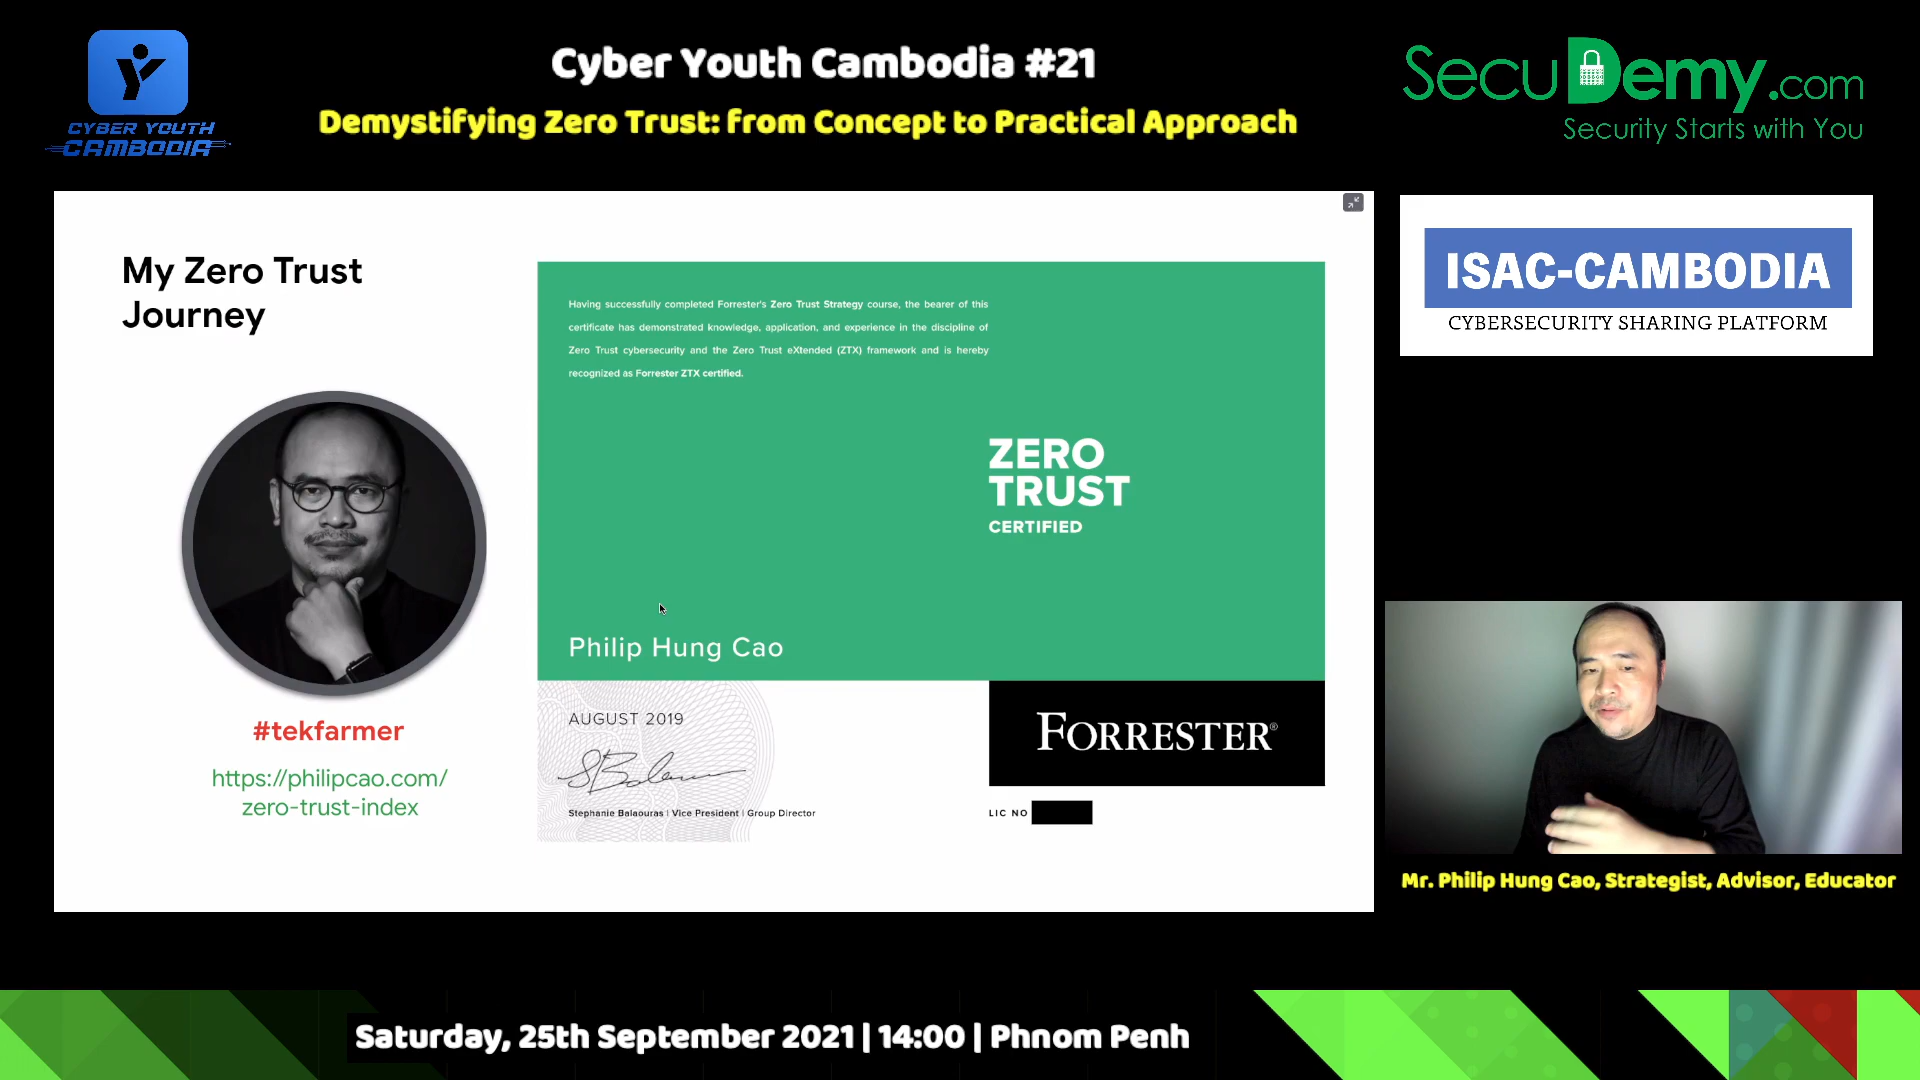 Cyber Youth Cambodia #21
Demystifying Zero Trust: from Concept to Practical Approach
CYBER YOUTH
CAMBODIA
SecuDemy.com
Security Starts with You
My Zero Trust
Journey
#tekfarmer
https://philipcao.com/
zero-trust-index
Having successfully completed Forrester's Zero Trust Strategy course, the bearer of this
certificate has demonstrated knowledge, application, and experience in the discipline of
Zero Trust cybersecurity and the Zero Trust eXtended (ZTX) framework and is hereby
recognized as Forrester ZTX certified.
ZERO
TRUST
CERTIFIED
Philip Hung Cao
AUGUST 2019
Stephanie Balaouras | Vice President | Group Director
FORRESTER®
LIC NO
ISAC-CAMBODIA
CYBERSECURITY SHARING PLATFORM
Mr. Philip Hung Cao, Strategist, Advisor, Educator
Saturday, 25th September 2021 | 14:00 | Phnom Penh